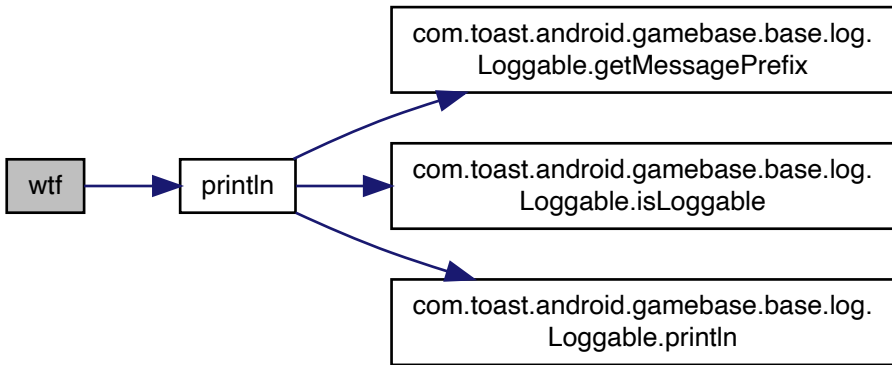 com.toast.android.gamebase.base.log.
Loggable.getMessagePrefix
wtf
println
com.toast.android.gamebase.base.log.
Loggable.isLoggable
com.toast.android.gamebase.base.log.
Loggable.println